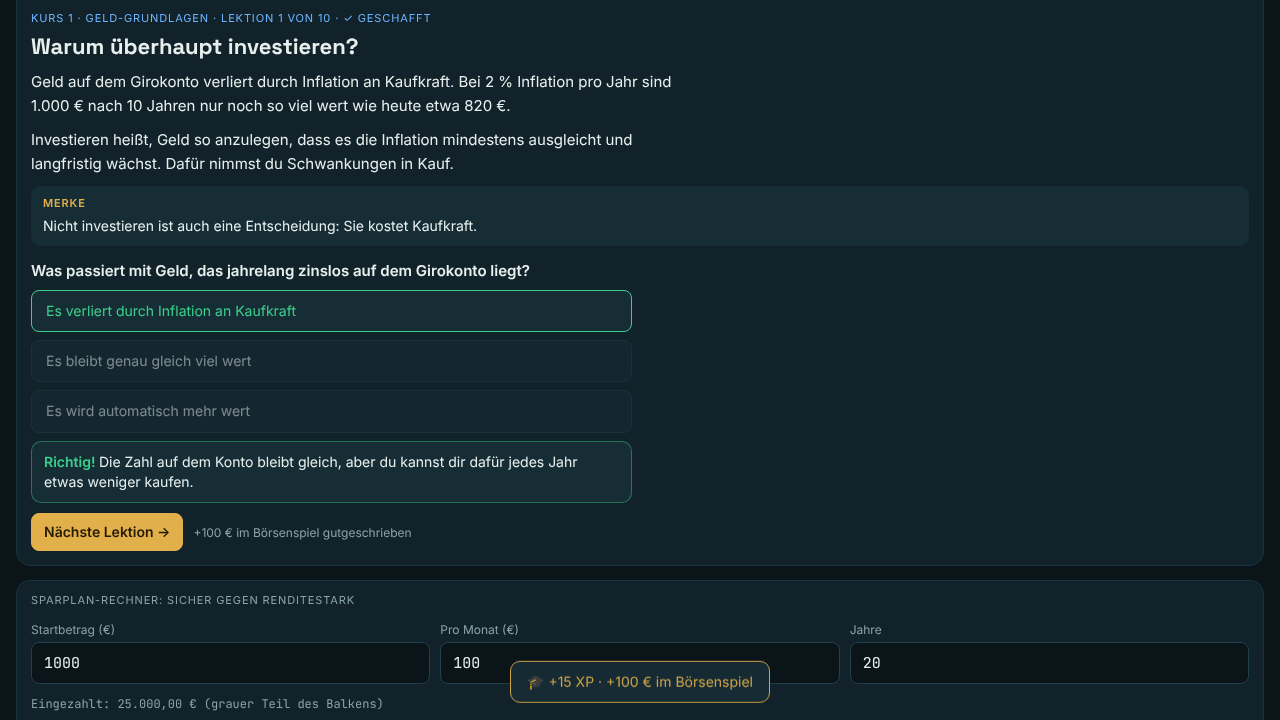 KURS 1 · GELD-GRUNDLAGEN · LEKTION 1 VON 10 · ✓ GESCHAFFT
Warum überhaupt investieren?
Geld auf dem Girokonto verliert durch Inflation an Kaufkraft. Bei 2 % Inflation pro Jahr sind
1.000 € nach 10 Jahren nur noch so viel wert wie heute etwa 820 €.
Investieren heißt, Geld so anzulegen, dass es die Inflation mindestens ausgleicht und
langfristig wächst. Dafür nimmst du Schwankungen in Kauf.
MERKE
Nicht investieren ist auch eine Entscheidung: Sie kostet Kaufkraft.
Was passiert mit Geld, das jahrelang zinslos auf dem Girokonto liegt?
Es verliert durch Inflation an Kaufkraft
Es bleibt genau gleich viel wert
Es wird automatisch mehr wert
Richtig! Die Zahl auf dem Konto bleibt gleich, aber du kannst dir dafür jedes Jahr
etwas weniger kaufen.
Nächste Lektion →
+100 € im Börsenspiel gutgeschrieben
SPARPLAN-RECHNER: SICHER GEGEN RENDITESTARK
Startbetrag (€)
Pro Monat (€)
Jahre
1000
100
20
🎓 +15 XP · +100 € im Börsenspiel
Eingezahlt: 25.000,00 € (grauer Teil des Balkens)